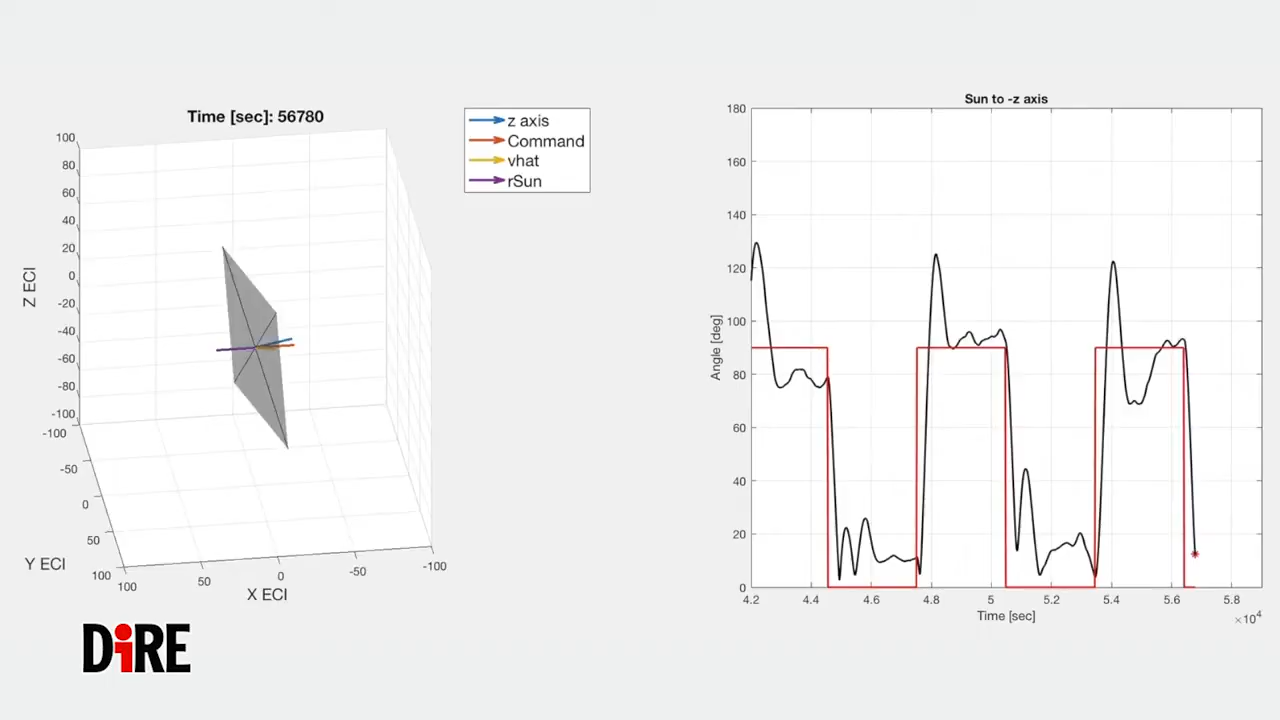 Time [sec]: 56780
z axis
Command
vhat
rSun
100
80
60
40
20
0
-20
-40
-60
-80
-100
Z ECI
-100
-50
0
50
100
Y ECI
100
50
0
-50
-100
X ECI
DiRE
Sun to -z axis
180
160
140
120
100
80
60
40
20
0
Angle [deg]
4.2 4.4 4.6 4.8 5 5.2 5.4 5.6 5.8
Time [sec]
×10⁴